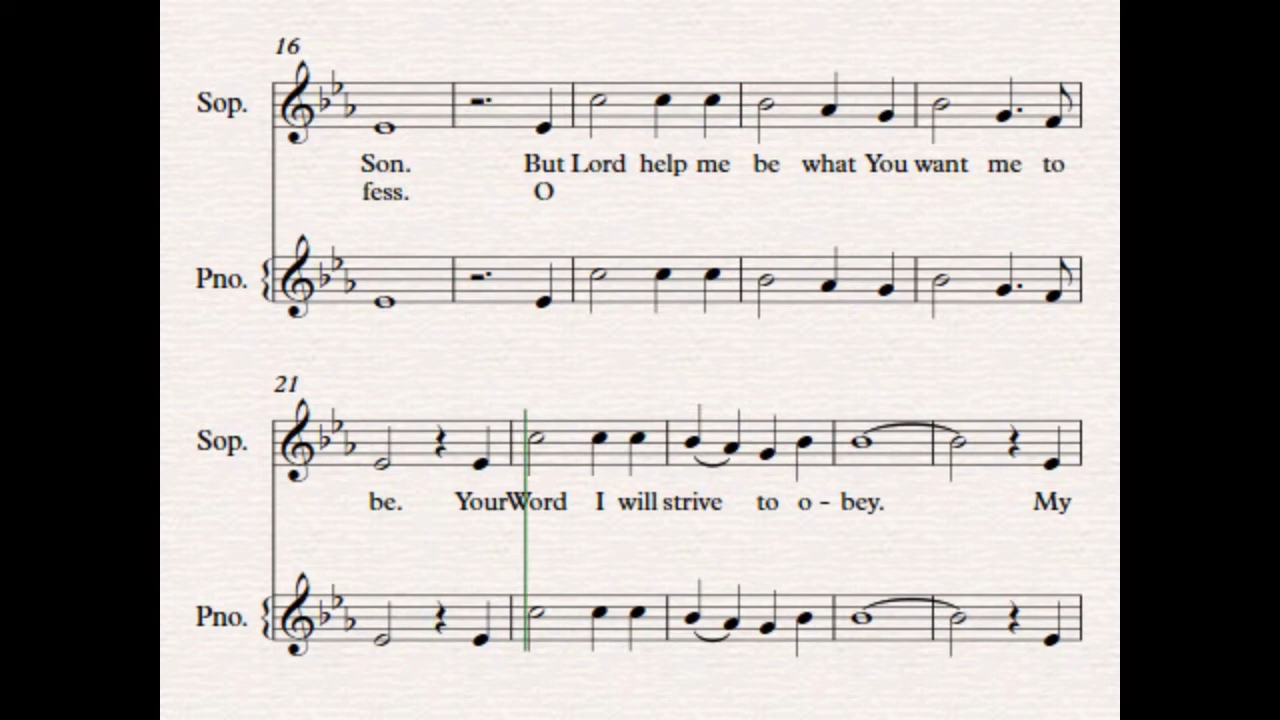 16
Sop.
Son. But Lord help me be what You want me to
fess. O
Pno.
21
Sop.
be. Your Word I will strive to o - bey. My
Pno.